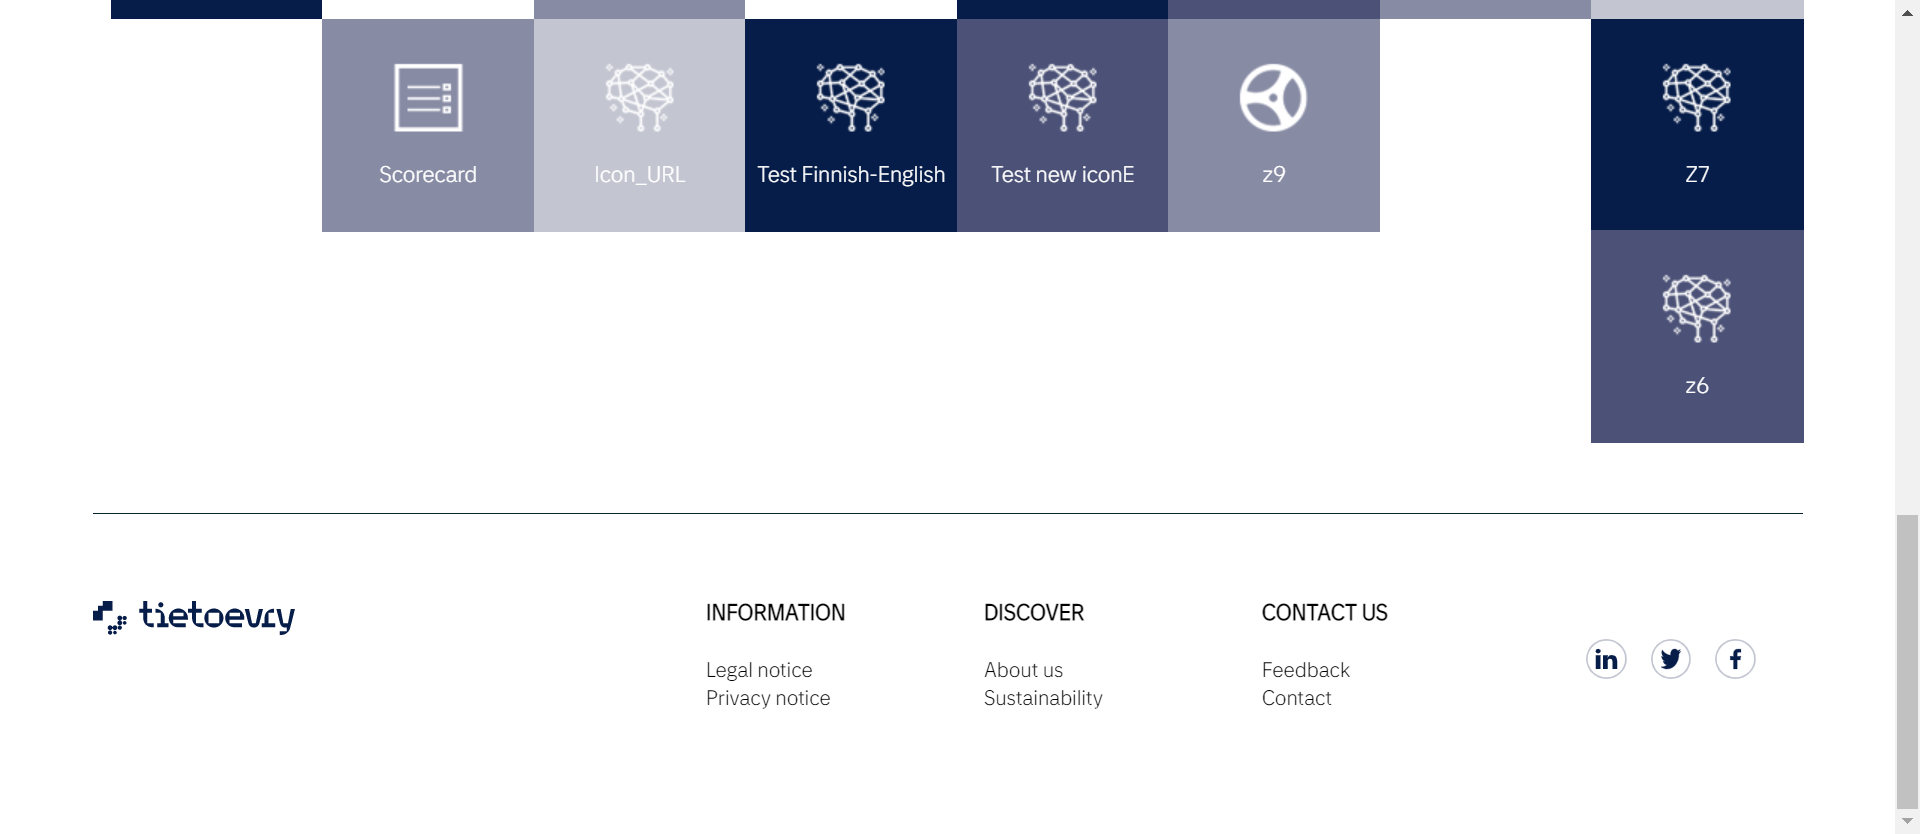 Scorecard
Icon_URL
Test Finnish-English
Test new iconE
z9
Z7
z6
tietoevry
INFORMATION
Legal notice
Privacy notice
DISCOVER
About us
Sustainability
CONTACT US
Feedback
Contact
in
f